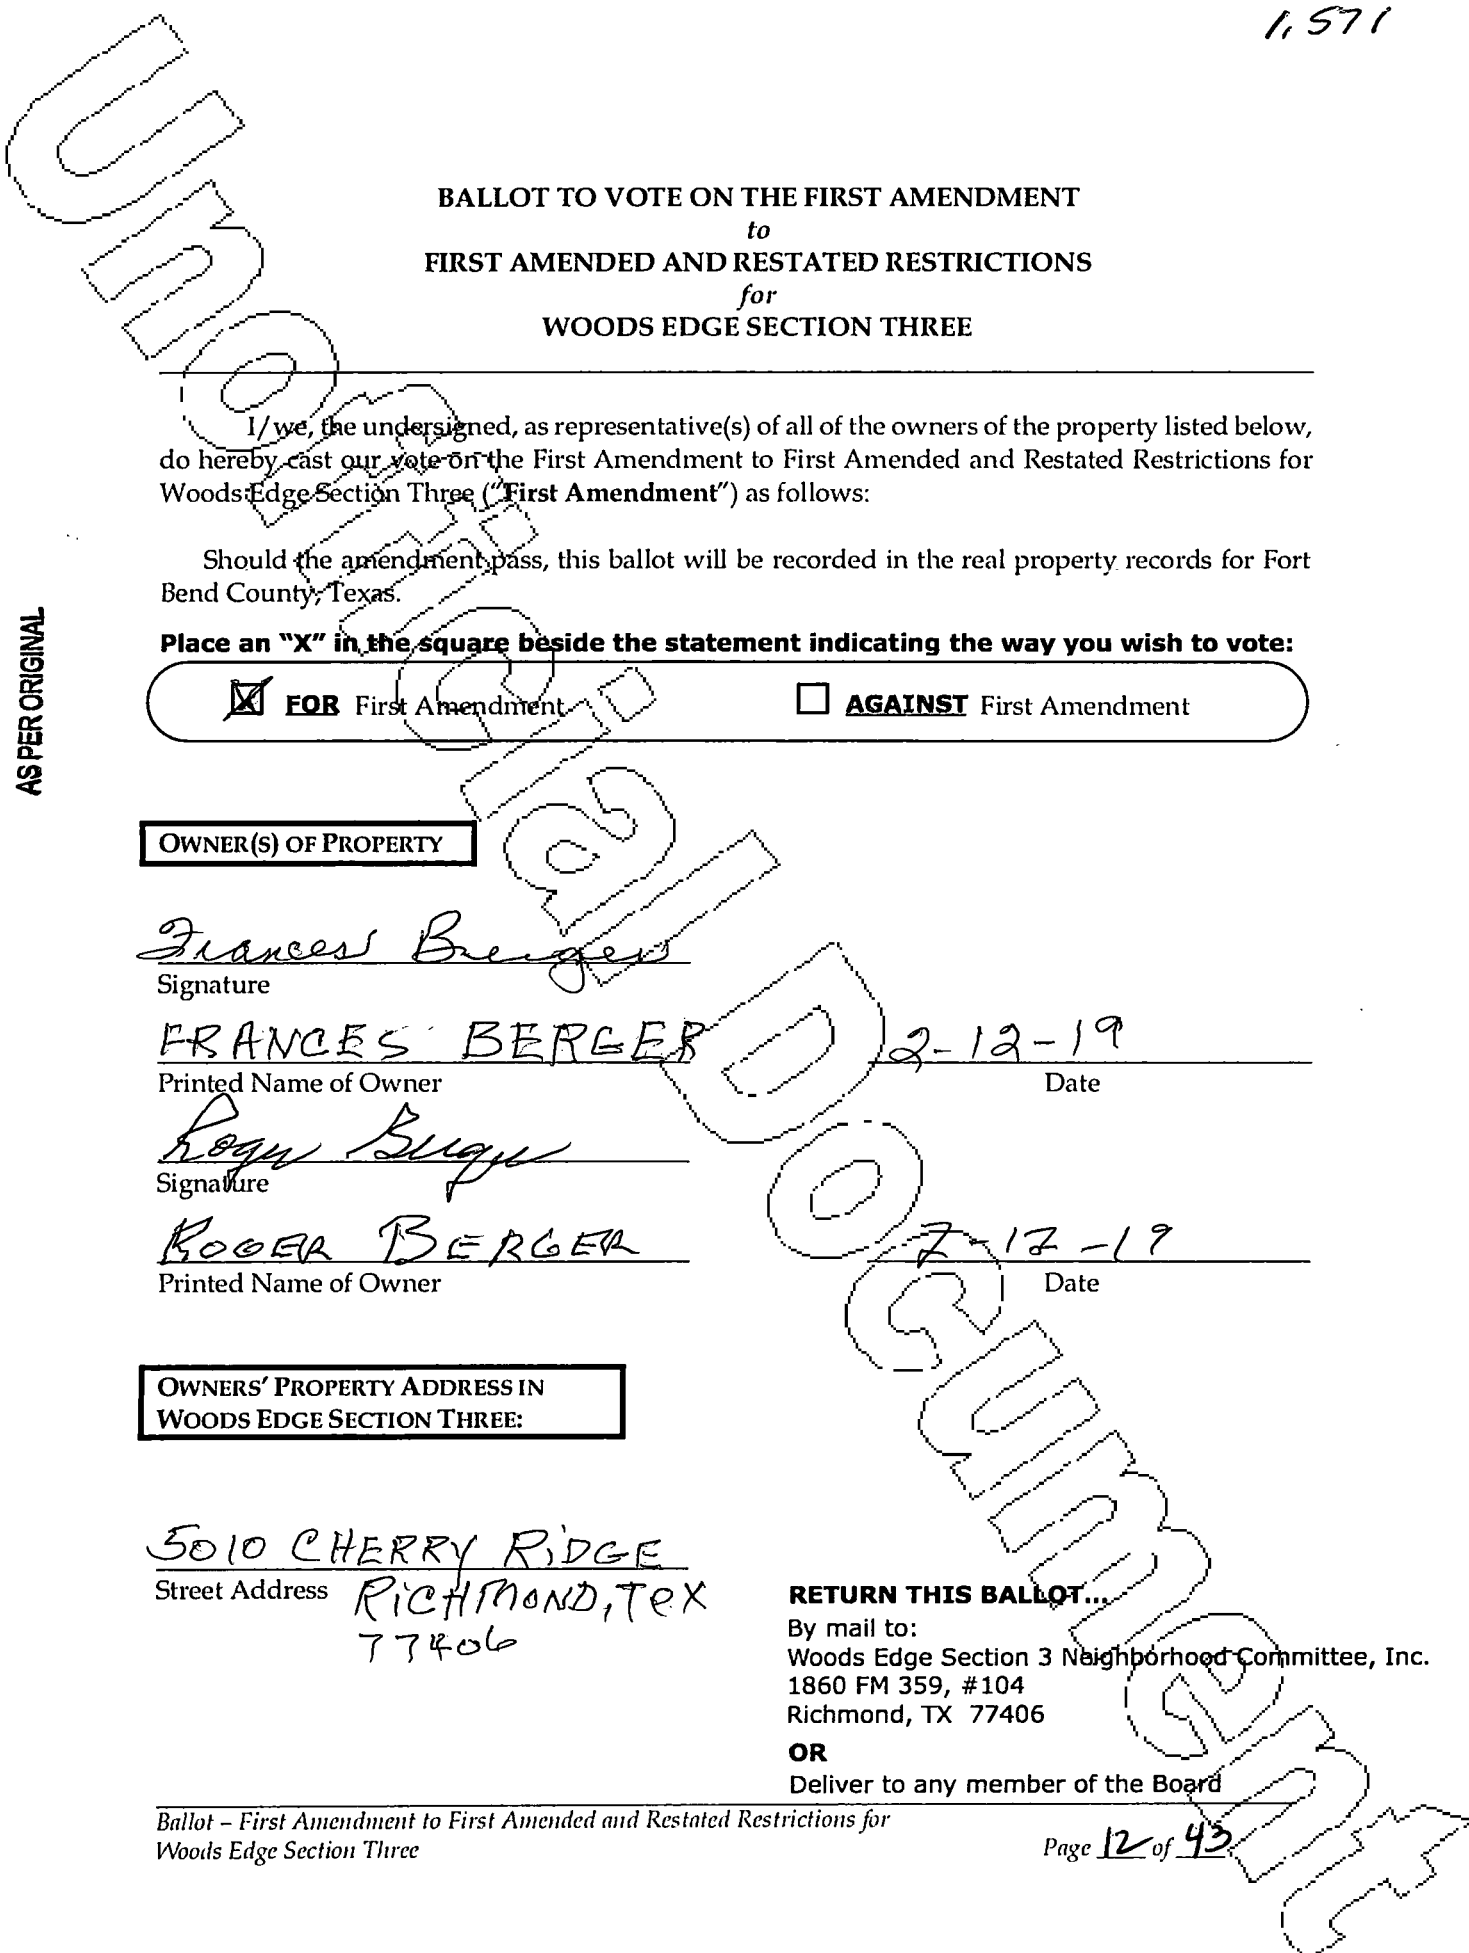 1,571
BALLOT TO VOTE ON THE FIRST AMENDMENT
to
FIRST AMENDED AND RESTATED RESTRICTIONS
for
WOODS EDGE SECTION THREE
I/we, the undersigned, as representative(s) of all of the owners of the property listed below,
do hereby cast our vote on the First Amendment to First Amended and Restated Restrictions for
Woods Edge Section Three ("First Amendment") as follows:
Should the amendment pass, this ballot will be recorded in the real property records for Fort
Bend County, Texas.
AS PER ORIGINAL
Place an "X" in the square beside the statement indicating the way you wish to vote:
X FOR First Amendment
AGAINST First Amendment
OWNER(S) OF PROPERTY
Frances Berger
Signature
FRANCES BERGER 2-12-19
Printed Name of Owner Date
Roger Berger
Signature
ROGER BERGER 2-12-19
Printed Name of Owner Date
OWNERS' PROPERTY ADDRESS IN
WOODS EDGE SECTION THREE:
5010 CHERRY RIDGE
Street Address RICHMOND, TEX
77406
RETURN THIS BALLOT...
By mail to:
Woods Edge Section 3 Neighborhood Committee, Inc.
1860 FM 359, #104
Richmond, TX 77406
OR
Deliver to any member of the Board
Ballot – First Amendment to First Amended and Restated Restrictions for
Woods Edge Section Three
Page 12 of 43
Unofficial Document